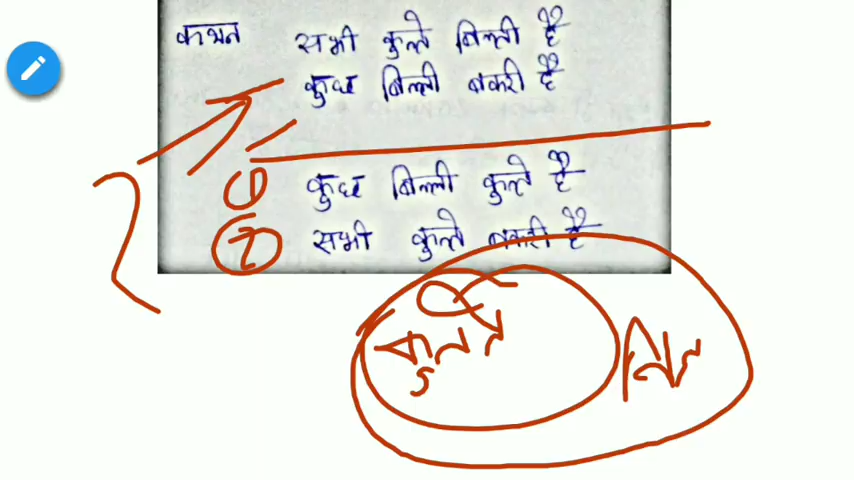 कथन सभी कुत्ते बिल्ली है
कुछ बिल्ली बकरी है
① कुछ बिल्ली कुत्ते है
② सभी कुत्ते बकरी है